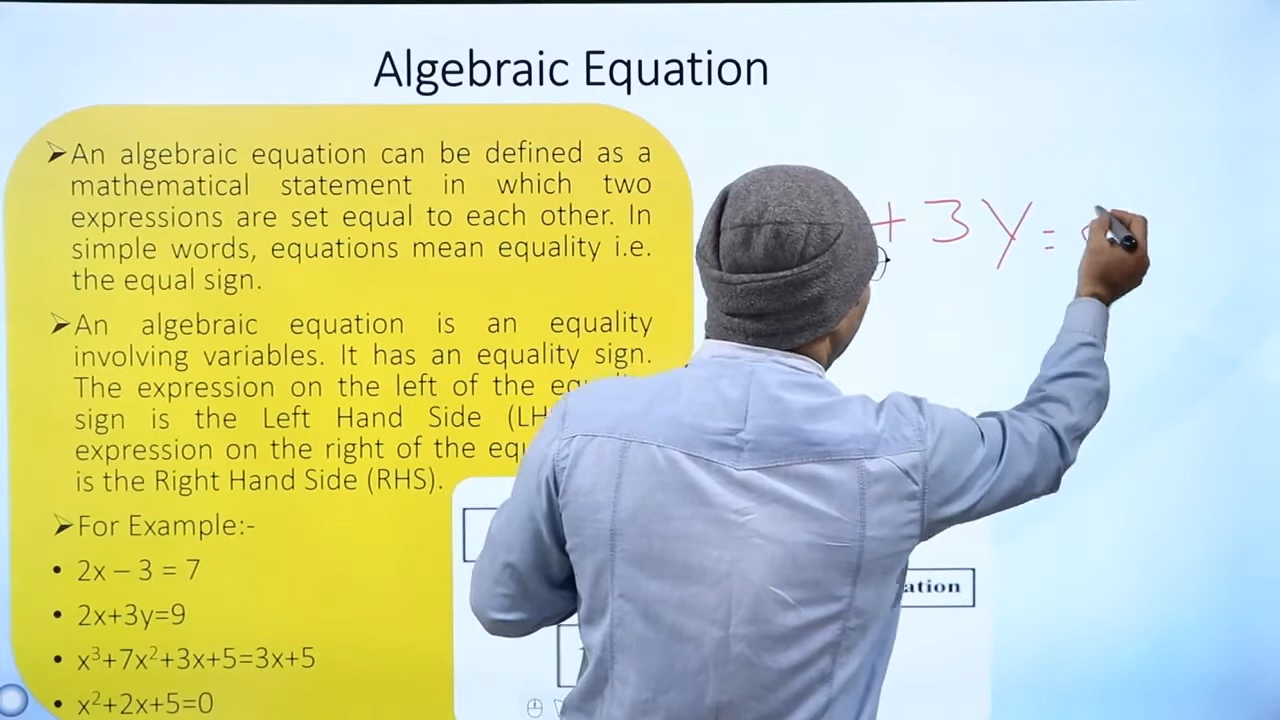 Algebraic Equation
➢An algebraic equation can be defined as a
mathematical statement in which two
expressions are set equal to each other. In
simple words, equations mean equality i.e.
the equal sign.
➢An algebraic equation is an equality
involving variables. It has an equality sign.
The expression on the left of the
sign is the Left Hand Side
expression on the right of the
is the Right Hand Side (RHS).
➢For Example:-
• 2x – 3 = 7
• 2x+3y=9
• x³+7x²+3x+5=3x+5
• x²+2x+5=0
+ 3y =